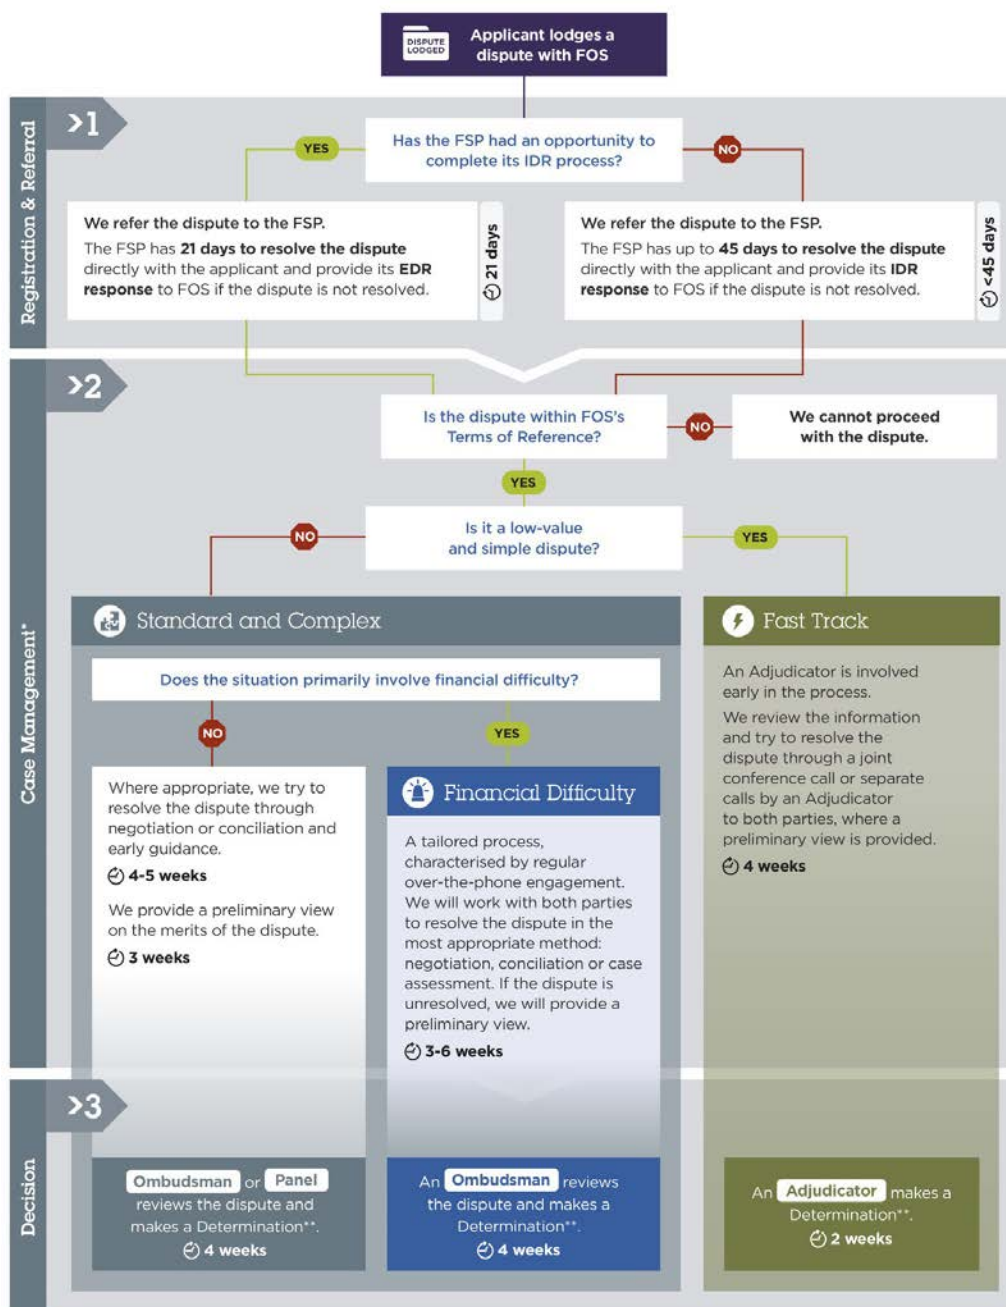 DISPUTE
LODGED
Applicant lodges a
dispute with FOS
Registration & Referral
>1
Has the FSP had an opportunity to
complete its IDR process?
YES
NO
We refer the dispute to the FSP.
The FSP has 21 days to resolve the dispute
directly with the applicant and provide its EDR
response to FOS if the dispute is not resolved.
21 days
We refer the dispute to the FSP.
The FSP has up to 45 days to resolve the dispute
directly with the applicant and provide its IDR
response to FOS if the dispute is not resolved.
<45 days
Case Management*
>2
Is the dispute within FOS's
Terms of Reference?
NO
We cannot proceed
with the dispute.
YES
Is it a low-value
and simple dispute?
NO
YES
Standard and Complex
Does the situation primarily involve financial difficulty?
NO
YES
Where appropriate, we try to
resolve the dispute through
negotiation or conciliation and
early guidance.
4-5 weeks
We provide a preliminary view
on the merits of the dispute.
3 weeks
Financial Difficulty
A tailored process,
characterised by regular
over-the-phone engagement.
We will work with both parties
to resolve the dispute in the
most appropriate method:
negotiation, conciliation or case
assessment. If the dispute is
unresolved, we will provide a
preliminary view.
3-6 weeks
Fast Track
An Adjudicator is involved
early in the process.
We review the information
and try to resolve the
dispute through a joint
conference call or separate
calls by an Adjudicator
to both parties, where a
preliminary view is provided.
4 weeks
Decision
>3
Ombudsman or Panel
reviews the dispute and
makes a Determination**.
4 weeks
An Ombudsman reviews
the dispute and makes a
Determination**.
4 weeks
An Adjudicator makes a
Determination**.
2 weeks